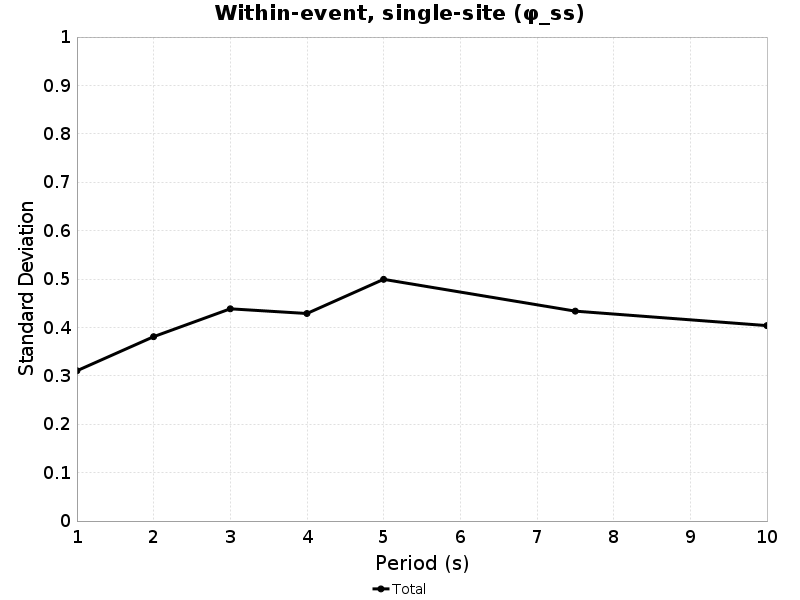 Within-event, single-site (φ_ss)
1
0.9
0.8
0.7
0.6
0.5
0.4
0.3
0.2
0.1
0
Standard Deviation
1 2 3 4 5 6 7 8 9 10
Period (s)
Total